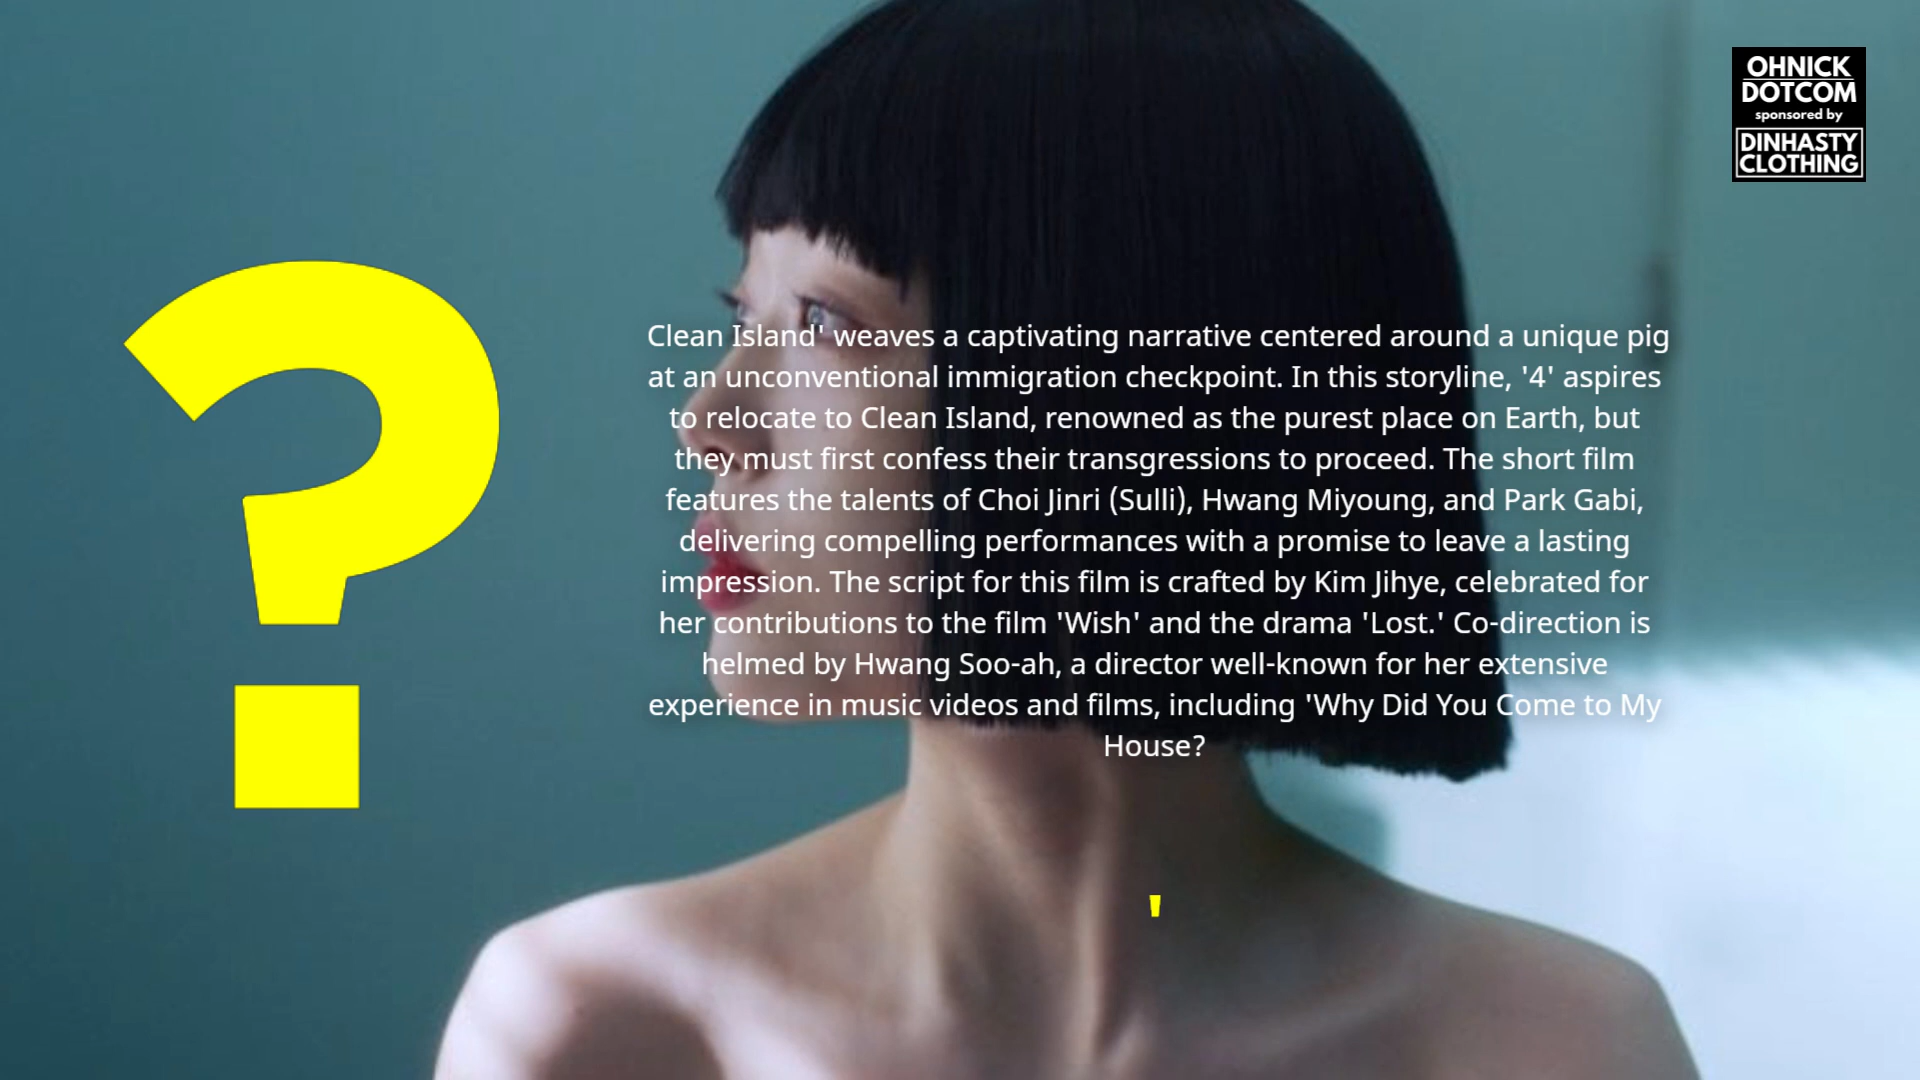 OHNICK
DOTCOM
sponsored by
DINHASTY
CLOTHING
?
Clean Island' weaves a captivating narrative centered around a unique pig
at an unconventional immigration checkpoint. In this storyline, '4' aspires
to relocate to Clean Island, renowned as the purest place on Earth, but
they must first confess their transgressions to proceed. The short film
features the talents of Choi Jinri (Sulli), Hwang Miyoung, and Park Gabi,
delivering compelling performances with a promise to leave a lasting
impression. The script for this film is crafted by Kim Jihye, celebrated for
her contributions to the film 'Wish' and the drama 'Lost.' Co-direction is
helmed by Hwang Soo-ah, a director well-known for her extensive
experience in music videos and films, including 'Why Did You Come to My
House?
'